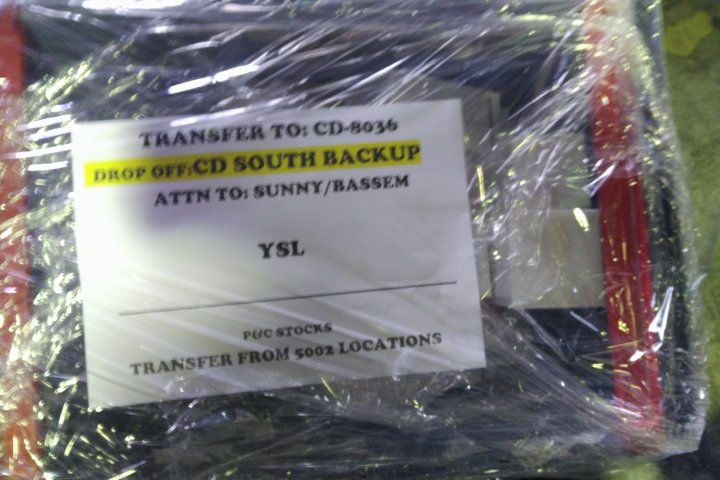 TRANSFER TO: CD-8036
DROP OFF:CD SOUTH BACKUP
ATTN TO: SUNNY/BASSEM
YSL
P&C STOCKS
TRANSFER FROM 5002 LOCATIONS